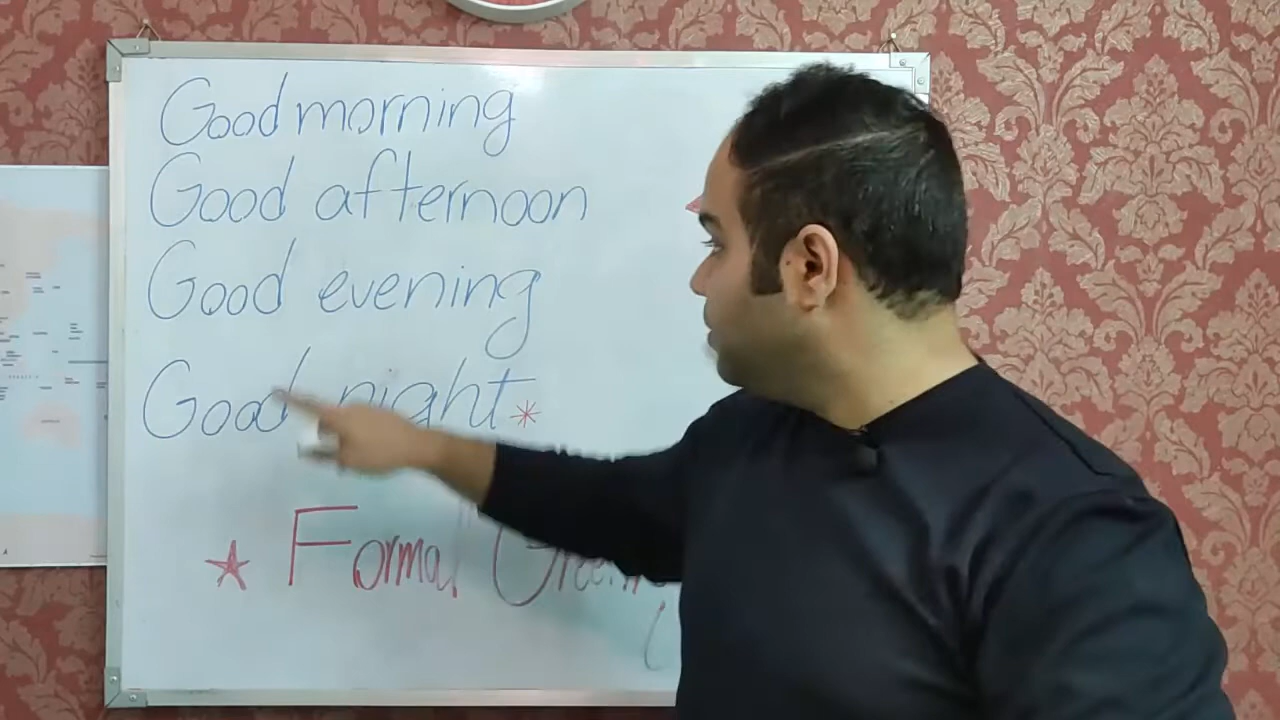 Good morning
Good afternoon
Good evening
Good night*
★ Formal